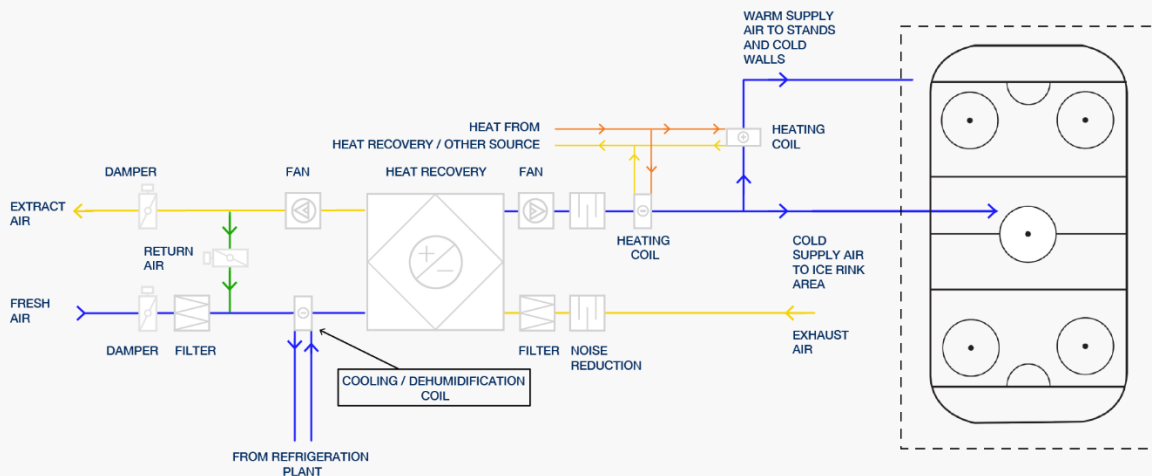 WARM SUPPLY
AIR TO STANDS
AND COLD
WALLS
HEAT FROM
HEAT RECOVERY / OTHER SOURCE
HEATING
COIL
DAMPER
FAN
HEAT RECOVERY
FAN
EXTRACT
AIR
RETURN
AIR
HEATING
COIL
COLD
SUPPLY AIR
TO ICE RINK
AREA
FRESH
AIR
DAMPER
FILTER
FILTER
NOISE
REDUCTION
EXHAUST
AIR
COOLING / DEHUMIDIFICATION
COIL
FROM REFRIGERATION
PLANT